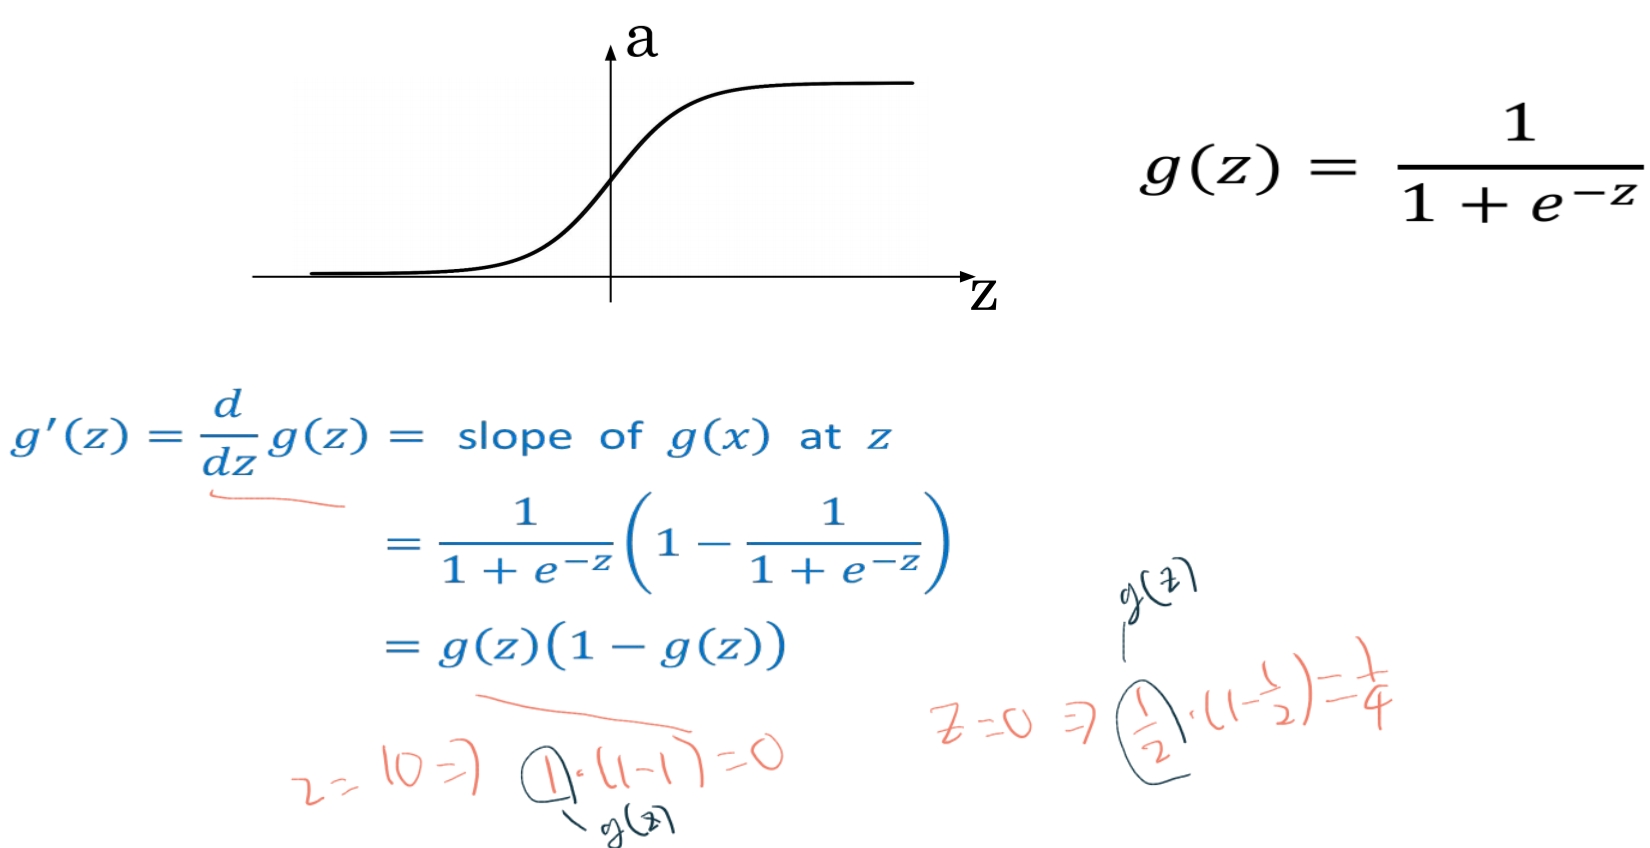 a
z
g(z) = 1 / (1 + e^{-z})
g'(z) = d/dz g(z) = slope of g(x) at z
= 1 / (1 + e^{-z}) (1 - 1 / (1 + e^{-z}))
= g(z)(1 - g(z))
g(z)
z=0 ⇒ 1/2 · (1-1/2) = 1/4
z=10 ⇒ 1 · (1-1) = 0
g(z)